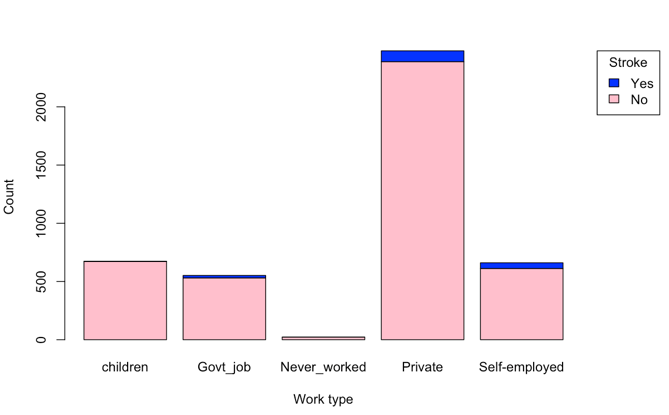 Stroke
Yes
No
Count
2000
1500
1000
500
0
children Govt_job Never_worked Private Self-employed
Work type